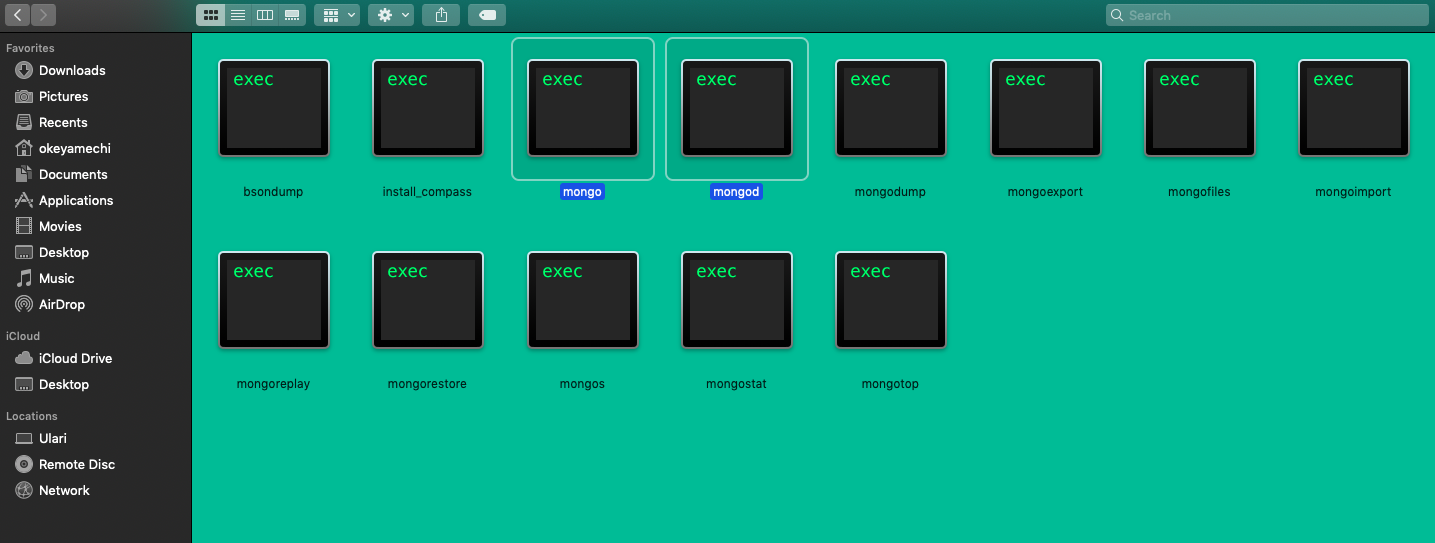 Search
Favorites
Downloads
Pictures
Recents
okeyamechi
Documents
Applications
Movies
Desktop
Music
AirDrop
iCloud
iCloud Drive
Desktop
Locations
Ulari
Remote Disc
Network
exec exec exec exec exec exec exec exec
bsondump install_compass mongo mongod mongodump mongoexport mongofiles mongoimport
exec exec exec exec exec
mongoreplay mongorestore mongos mongostat mongotop